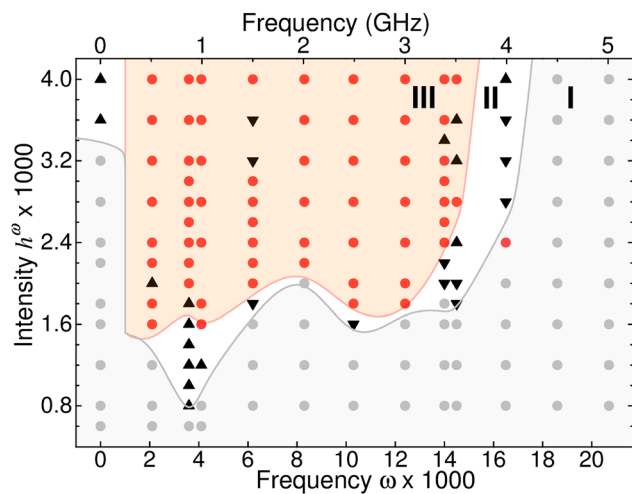 Frequency (GHz)
0 1 2 3 4 5
4.0
III II I
3.2
2.4
1.6
0.8
Intensity h^ω x 1000
0 2 4 6 8 10 12 14 16 18 20
Frequency ω x 1000